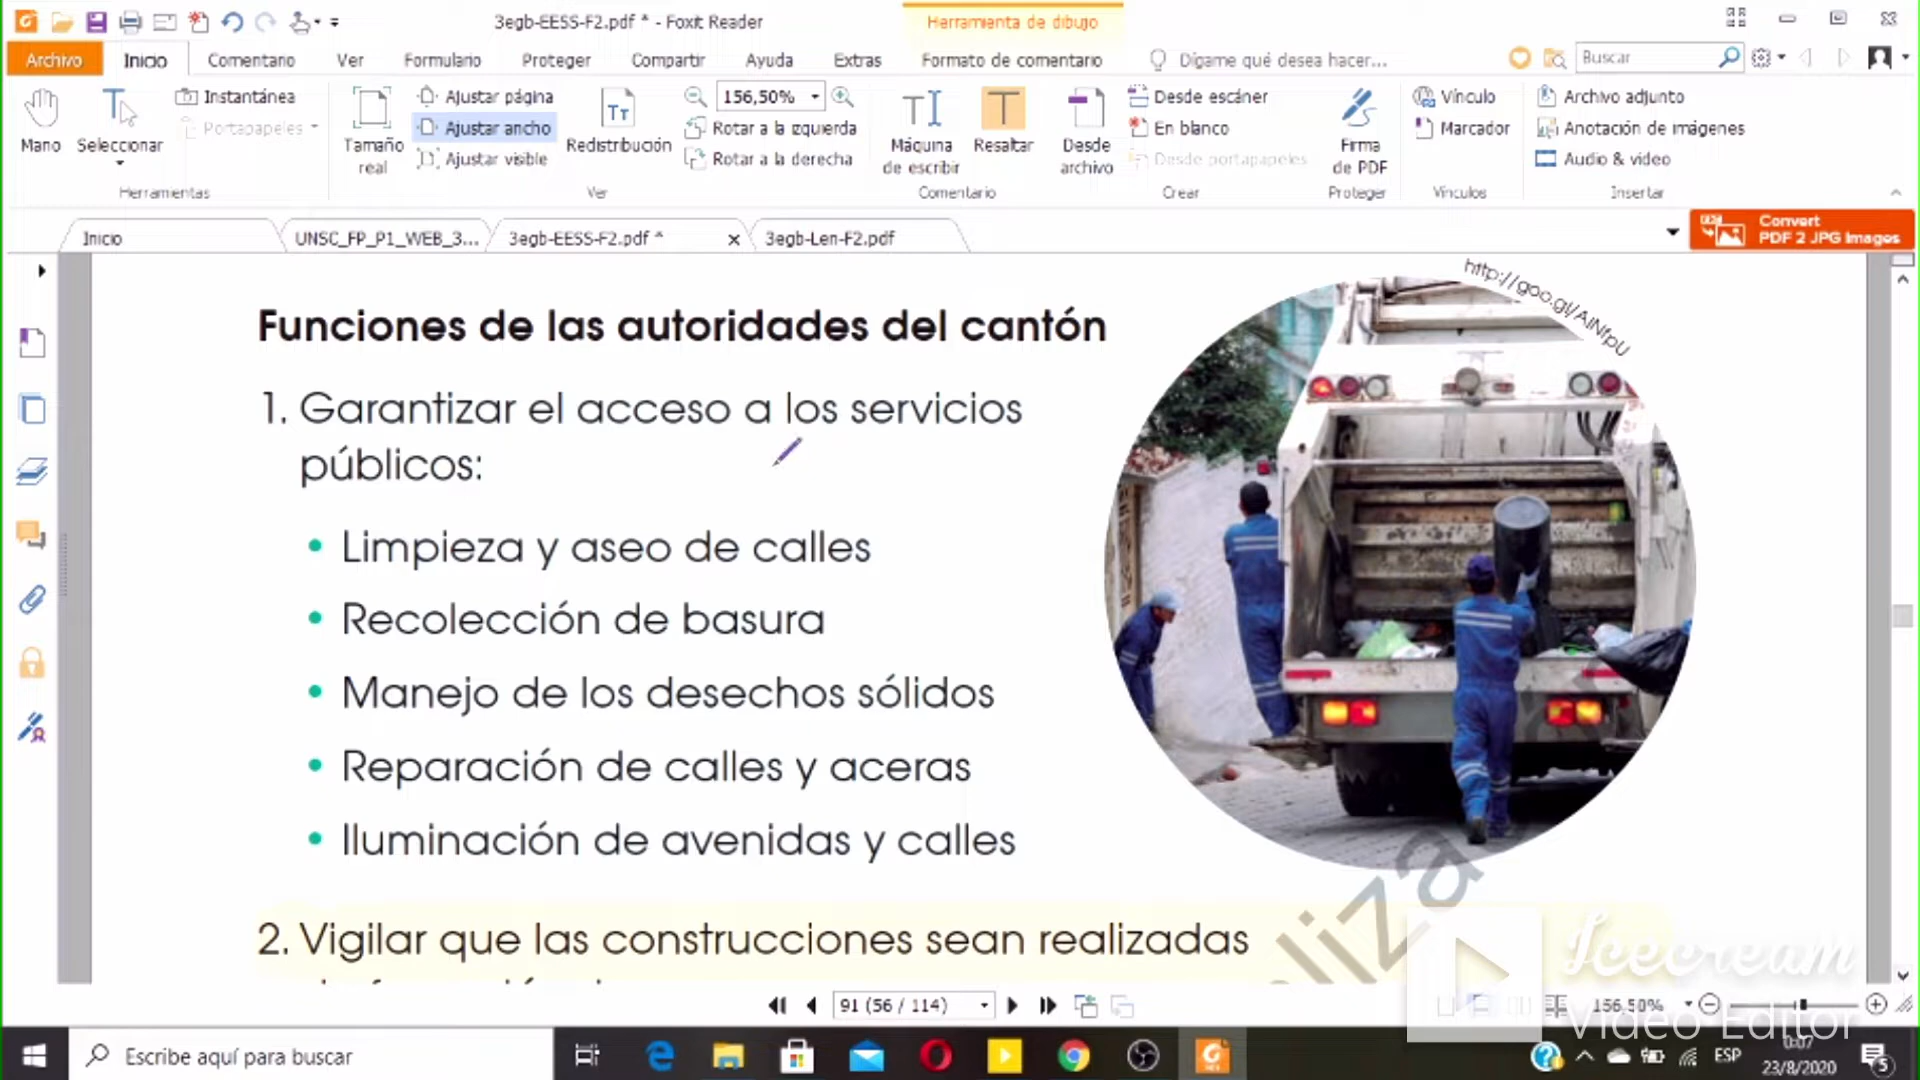 3egb-EESS-F2.pdf * - Foxit Reader
Herramienta de dibujo
Archivo
Inicio
Comentario
Ver
Formulario
Proteger
Compartir
Ayuda
Extras
Formato de comentario
Dígame qué desea hacer...
Buscar
Mano
Seleccionar
Instantánea
Portapapeles
Herramientas
Tamaño
real
Ajustar página
Ajustar ancho
Ajustar visible
Redistribución
156,50%
Rotar a la izquierda
Rotar a la derecha
Ver
Máquina
de escribir
Resaltar
Comentario
Desde
archivo
Desde escáner
En blanco
Desde portapapeles
Crear
Firma
de PDF
Proteger
Vínculo
Marcador
Vínculos
Archivo adjunto
Anotación de imágenes
Audio & video
Insertar
Inicio
UNSC_FP_P1_WEB_3...
3egb-EESS-F2.pdf *
3egb-Len-F2.pdf
Convert
PDF 2 JPG Images
http://goo.gl/AlNfpU
Funciones de las autoridades del cantón
1. Garantizar el acceso a los servicios
públicos:
• Limpieza y aseo de calles
• Recolección de basura
• Manejo de los desechos sólidos
• Reparación de calles y aceras
• Iluminación de avenidas y calles
2. Vigilar que las construcciones sean realizadas
91 (56 / 114)
156,50%
Icecream
Video Editor
Escribe aquí para buscar
ESP
0:07
23/8/2020
5